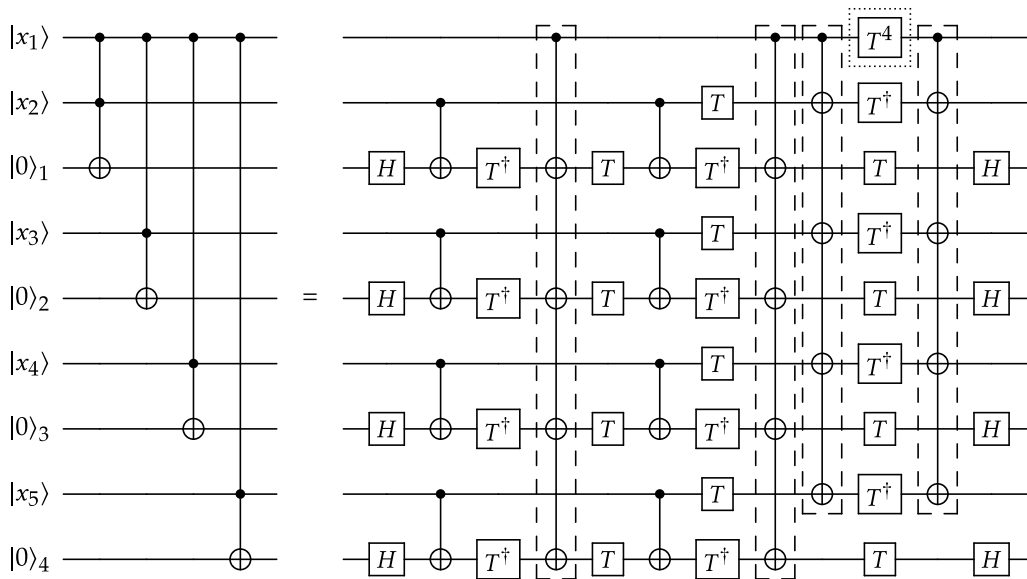 |x₁⟩ T⁴
|x₂⟩ T T†
|0⟩₁ H T† T T† T H
|x₃⟩ T T†
|0⟩₂ = H T† T T† T H
|x₄⟩ T T†
|0⟩₃ H T† T T† T H
|x₅⟩ T T†
|0⟩₄ H T† T T† T H